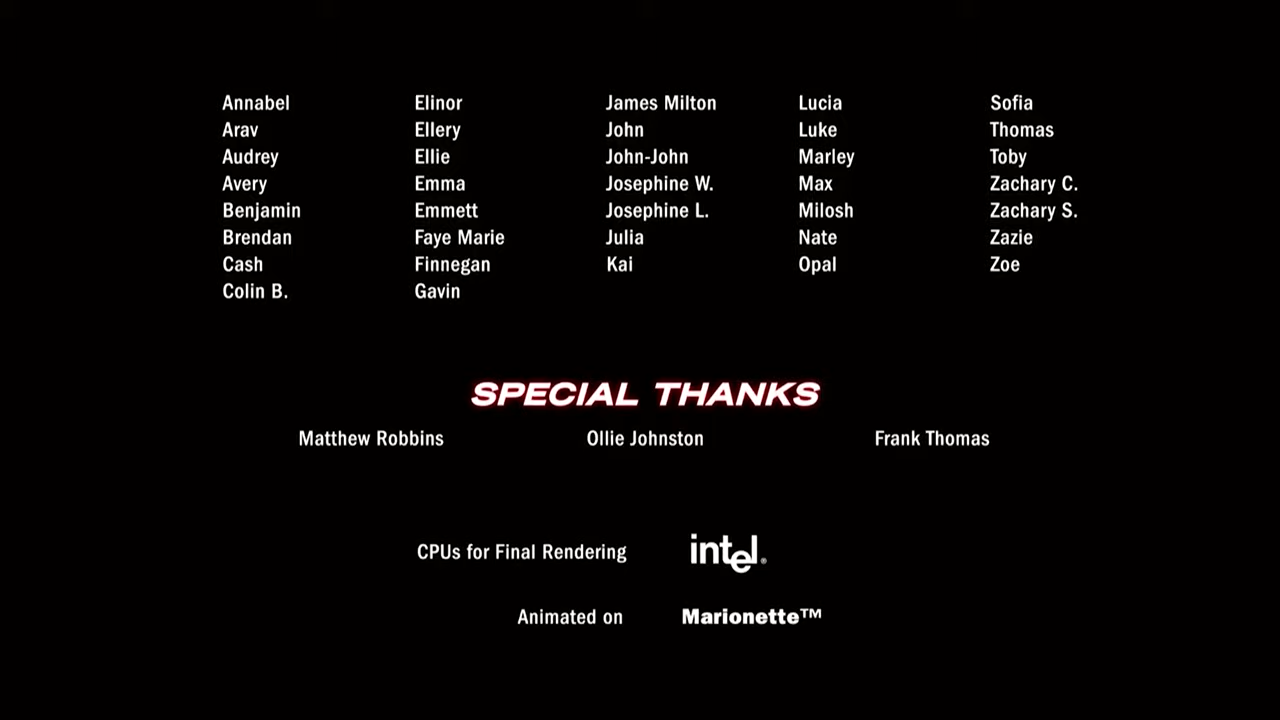 Annabel Elinor James Milton Lucia Sofia
Arav Ellery John Luke Thomas
Audrey Ellie John-John Marley Toby
Avery Emma Josephine W. Max Zachary C.
Benjamin Emmett Josephine L. Milosh Zachary S.
Brendan Faye Marie Julia Nate Zazie
Cash Finnegan Kai Opal Zoe
Colin B. Gavin
SPECIAL THANKS
Matthew Robbins Ollie Johnston Frank Thomas
CPUs for Final Rendering intel®
Animated on Marionette™